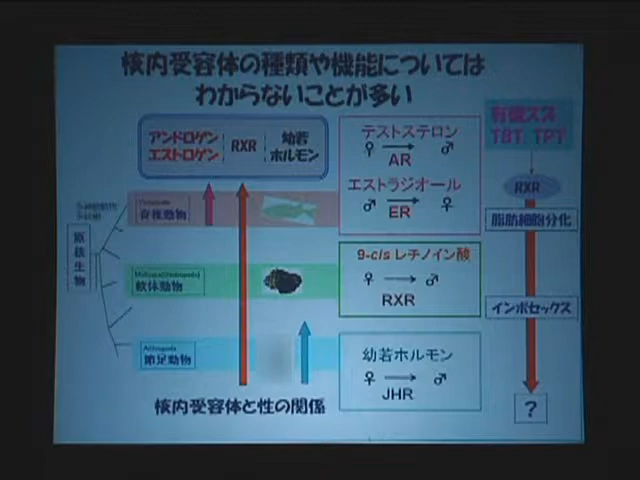 核内受容体の種類や機能については
わからないことが多い
アンドロゲン
エストロゲン
RXR
幼若
ホルモン
テストステロン
♀ → ♂
AR
エストラジオール
♂ → ♀
ER
有機スズ
TBT, TPT
RXR
脂肪細胞分化
脊椎動物
原核生物
9-cis レチノイン酸
♀ → ♂
RXR
軟体動物
インポセックス
Arthropoda
節足動物
幼若ホルモン
♀ → ♂
JHR
核内受容体と性の関係
?